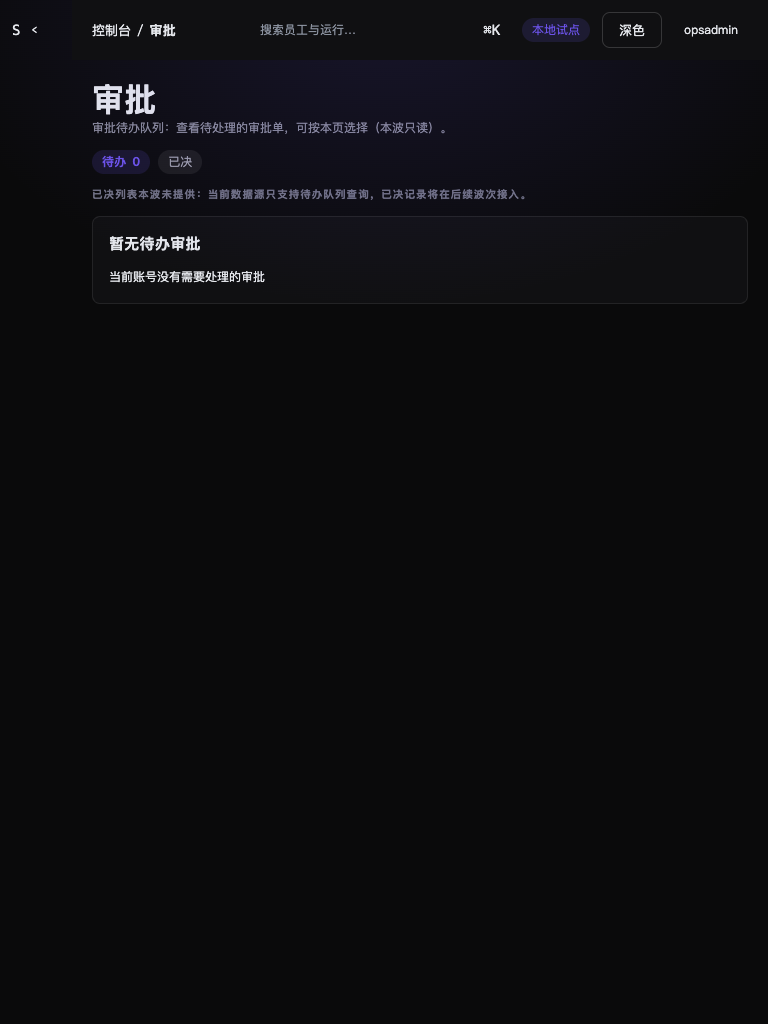 S <
控制台 / 审批
搜索员工与运行…
⌘K
本地试点
深色
opsadmin
审批
审批待办队列：查看待处理的审批单，可按本页选择（本波只读）。
待办 0
已决
已决列表本波未提供：当前数据源只支持待办队列查询，已决记录将在后续波次接入。
暂无待办审批
当前账号没有需要处理的审批